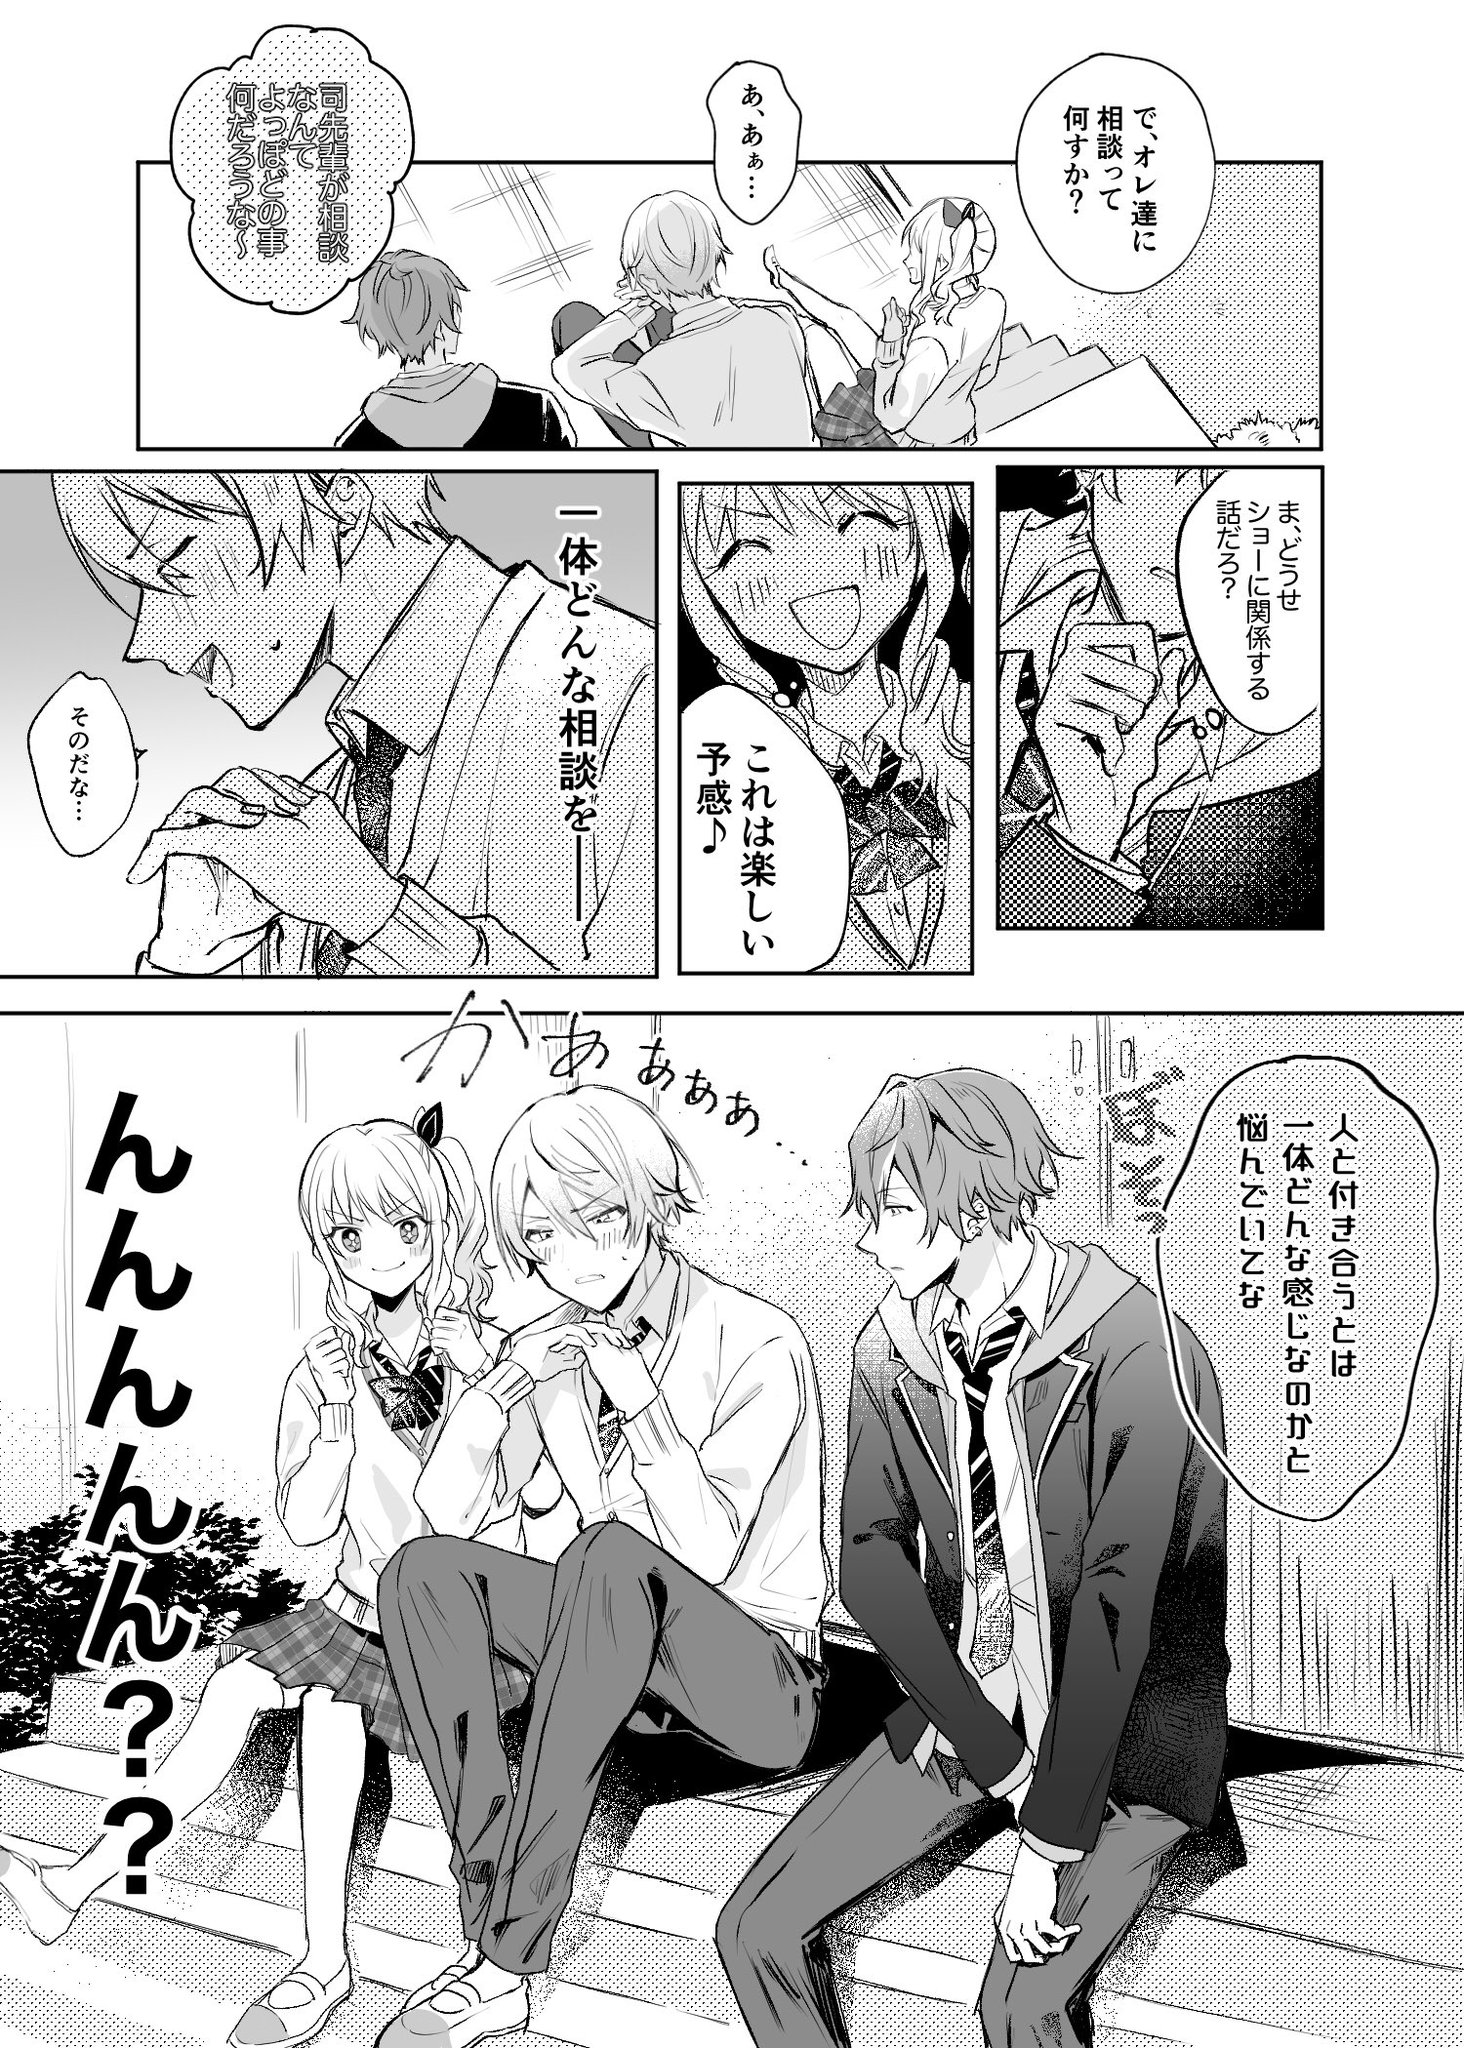 で、オレ達に
相談って
何すか？
あ、あぁ…
司先輩が相談
なんて
よっぽどの事
何だろうな～
ま、どうせ
ショーに関係する
話だろ？
これは楽しい
予感♪
一体どんな相談を――
そのだな…
人と付き合うとは
一体どんな感じなのかと
悩んでいてな
ぼそっ
かあぁぁぁ…
んんんんんん？？